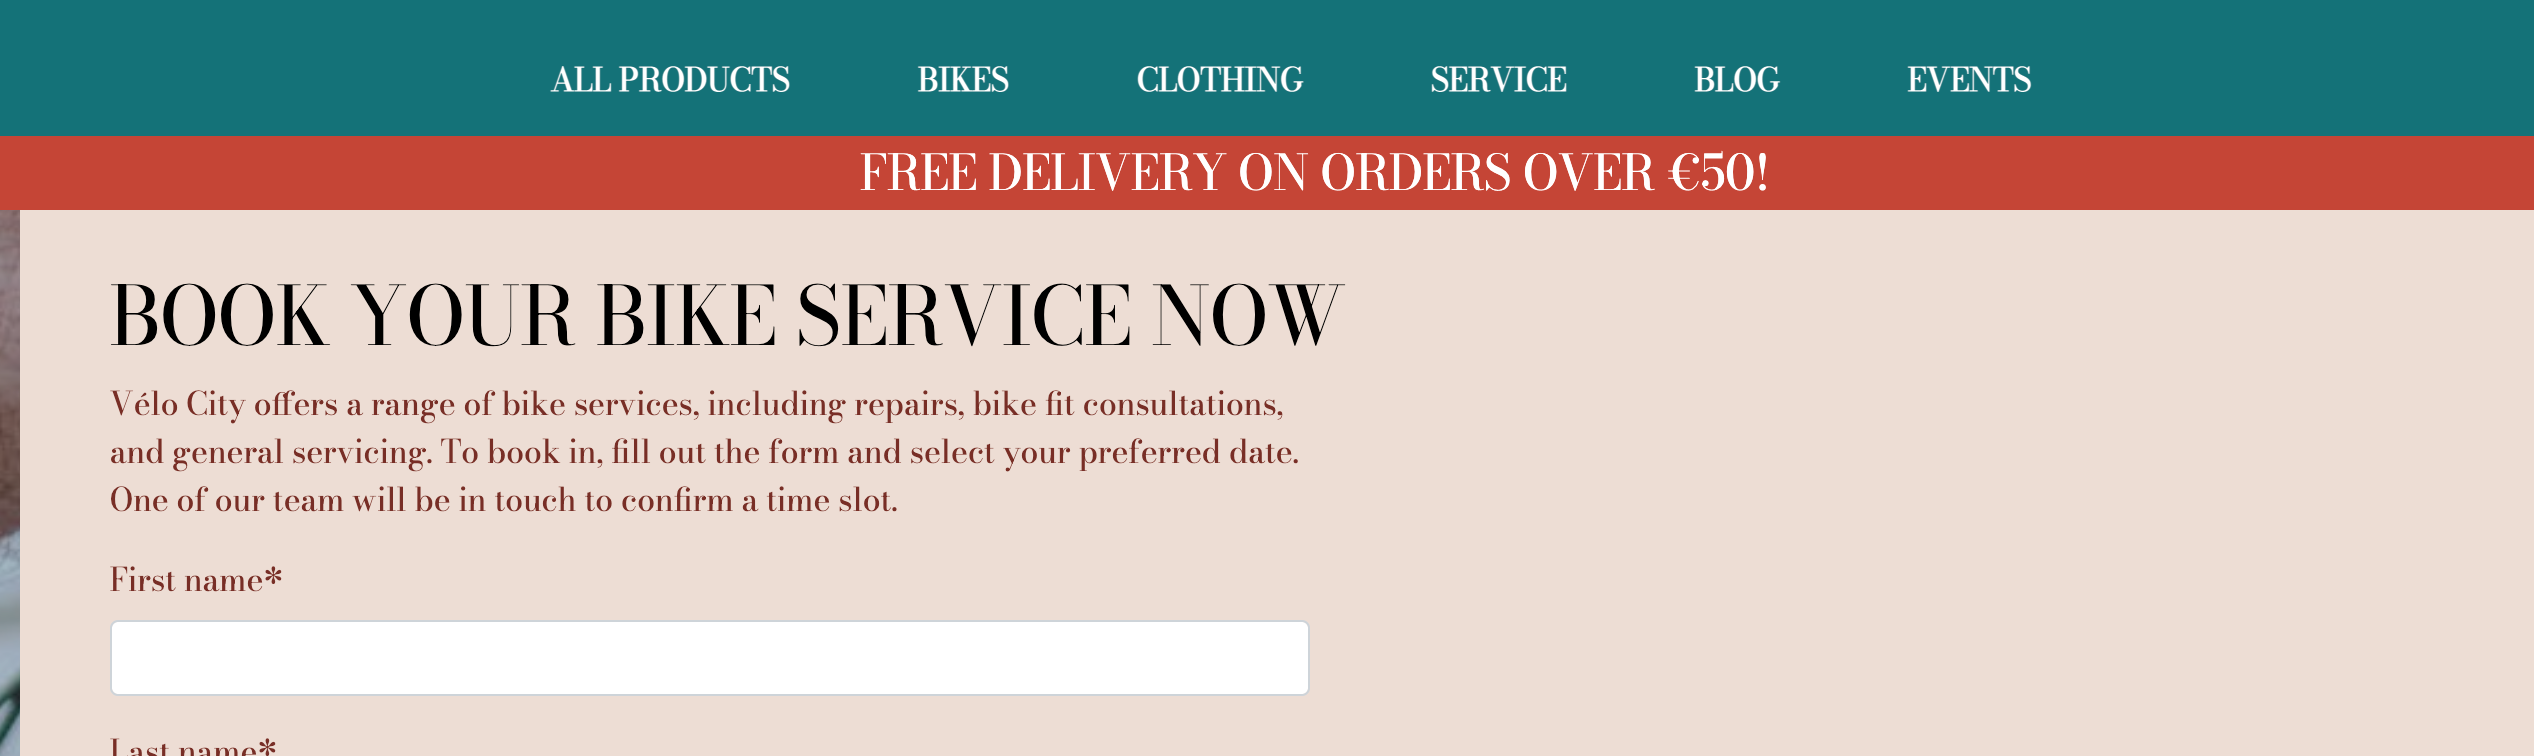 ALL PRODUCTS BIKES CLOTHING SERVICE BLOG EVENTS
FREE DELIVERY ON ORDERS OVER €50!
BOOK YOUR BIKE SERVICE NOW
Vélo City offers a range of bike services, including repairs, bike fit consultations,
and general servicing. To book in, fill out the form and select your preferred date.
One of our team will be in touch to confirm a time slot.
First name*
Last name*